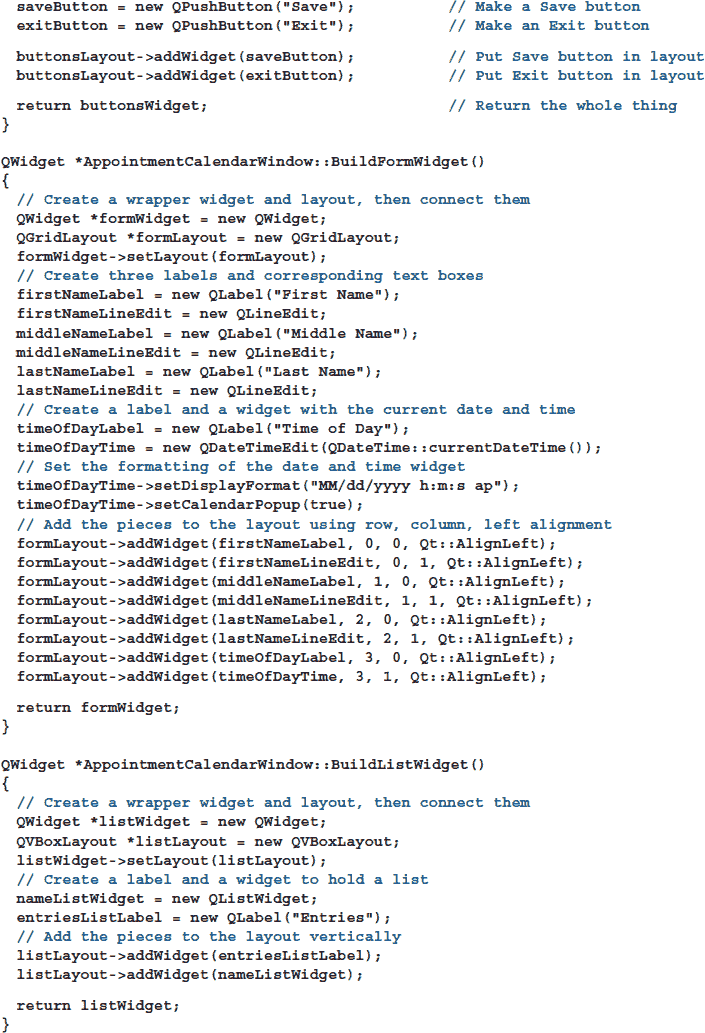 saveButton = new QPushButton("Save");          // Make a Save button
exitButton = new QPushButton("Exit");          // Make an Exit button
buttonsLayout->addWidget(saveButton);          // Put Save button in layout
buttonsLayout->addWidget(exitButton);          // Put Exit button in layout
return buttonsWidget;                          // Return the whole thing
}
QWidget *AppointmentCalendarWindow::BuildFormWidget()
{
// Create a wrapper widget and layout, then connect them
QWidget *formWidget = new QWidget;
QGridLayout *formLayout = new QGridLayout;
formWidget->setLayout(formLayout);
// Create three labels and corresponding text boxes
firstNameLabel = new QLabel("First Name");
firstNameLineEdit = new QLineEdit;
middleNameLabel = new QLabel("Middle Name");
middleNameLineEdit = new QLineEdit;
lastNameLabel = new QLabel("Last Name");
lastNameLineEdit = new QLineEdit;
// Create a label and a widget with the current date and time
timeOfDayLabel = new QLabel("Time of Day");
timeOfDayTime = new QDateTimeEdit(QDateTime::currentDateTime());
// Set the formatting of the date and time widget
timeOfDayTime->setDisplayFormat("MM/dd/yyyy h:m:s ap");
timeOfDayTime->setCalendarPopup(true);
// Add the pieces to the layout using row, column, left alignment
formLayout->addWidget(firstNameLabel, 0, 0, Qt::AlignLeft);
formLayout->addWidget(firstNameLineEdit, 0, 1, Qt::AlignLeft);
formLayout->addWidget(middleNameLabel, 1, 0, Qt::AlignLeft);
formLayout->addWidget(middleNameLineEdit, 1, 1, Qt::AlignLeft);
formLayout->addWidget(lastNameLabel, 2, 0, Qt::AlignLeft);
formLayout->addWidget(lastNameLineEdit, 2, 1, Qt::AlignLeft);
formLayout->addWidget(timeOfDayLabel, 3, 0, Qt::AlignLeft);
formLayout->addWidget(timeOfDayTime, 3, 1, Qt::AlignLeft);
return formWidget;
}
QWidget *AppointmentCalendarWindow::BuildListWidget()
{
// Create a wrapper widget and layout, then connect them
QWidget *listWidget = new QWidget;
QVBoxLayout *listLayout = new QVBoxLayout;
listWidget->setLayout(listLayout);
// Create a label and a widget to hold a list
nameListWidget = new QListWidget;
entriesListLabel = new QLabel("Entries");
// Add the pieces to the layout vertically
listLayout->addWidget(entriesListLabel);
listLayout->addWidget(nameListWidget);
return listWidget;
}